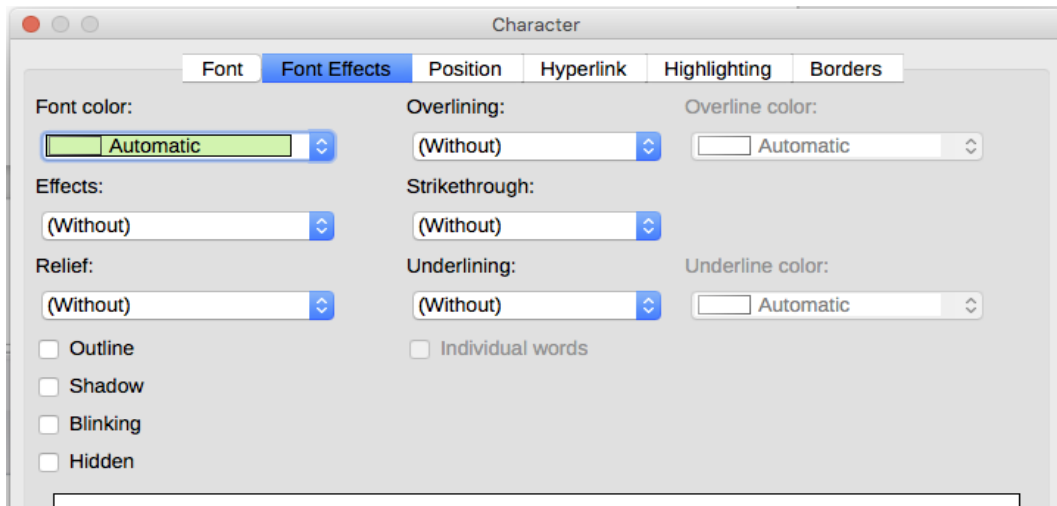 Character
Font Font Effects Position Hyperlink Highlighting Borders
Font color: Overlining: Overline color:
Automatic (Without) Automatic
Effects: Strikethrough:
(Without) (Without)
Relief: Underlining: Underline color:
(Without) (Without) Automatic
Outline Individual words
Shadow
Blinking
Hidden